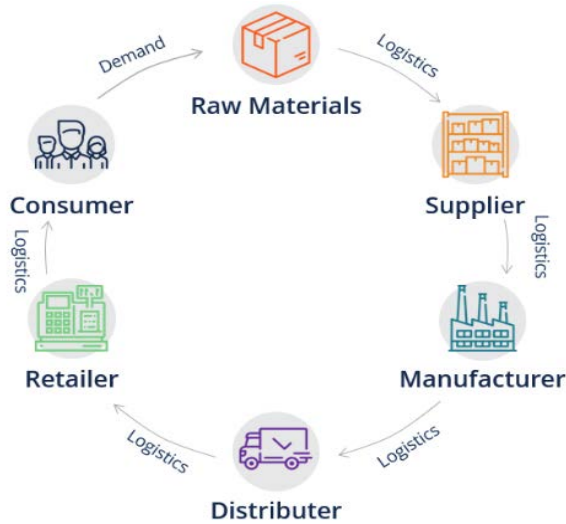 Demand
Logistics
Raw Materials
Consumer
Supplier
Logistics
Logistics
Retailer
Manufacturer
Logistics
Logistics
Distributer